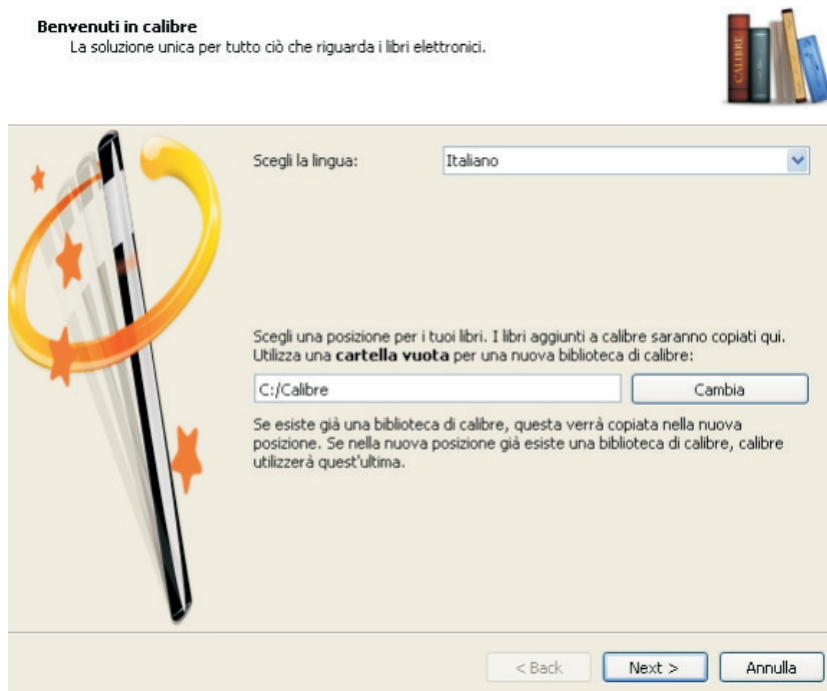 Benvenuti in calibre
La soluzione unica per tutto ciò che riguarda i libri elettronici.
CALIBRE
Scegli la lingua: Italiano
Scegli una posizione per i tuoi libri. I libri aggiunti a calibre saranno copiati qui.
Utilizza una cartella vuota per una nuova biblioteca di calibre:
C:/Calibre Cambia
Se esiste già una biblioteca di calibre, questa verrà copiata nella nuova
posizione. Se nella nuova posizione già esiste una biblioteca di calibre, calibre
utilizzerà quest'ultima.
< Back Next > Annulla